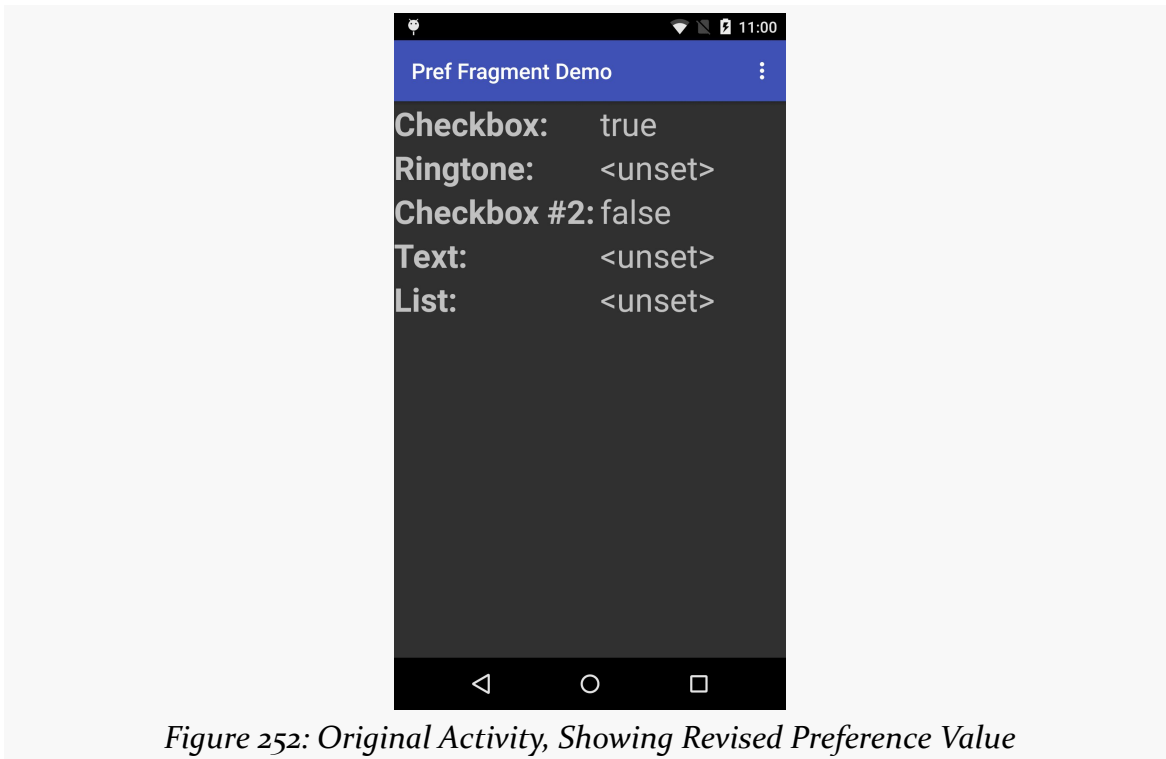 11:00
Pref Fragment Demo
Checkbox: true
Ringtone: <unset>
Checkbox #2: false
Text: <unset>
List: <unset>
Figure 252: Original Activity, Showing Revised Preference Value